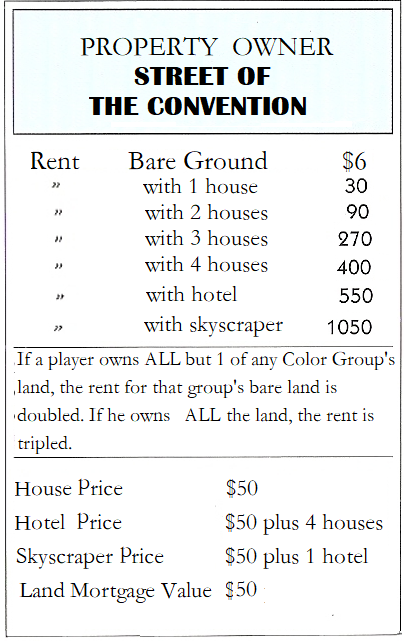 PROPERTY OWNER
STREET OF
THE CONVENTION
Rent Bare Ground $6
" with 1 house 30
" with 2 houses 90
" with 3 houses 270
" with 4 houses 400
" with hotel 550
" with skyscraper 1050
If a player owns ALL but 1 of any Color Group's
land, the rent for that group's bare land is
doubled. If he owns ALL the land, the rent is
tripled.
House Price $50
Hotel Price $50 plus 4 houses
Skyscraper Price $50 plus 1 hotel
Land Mortgage Value $50